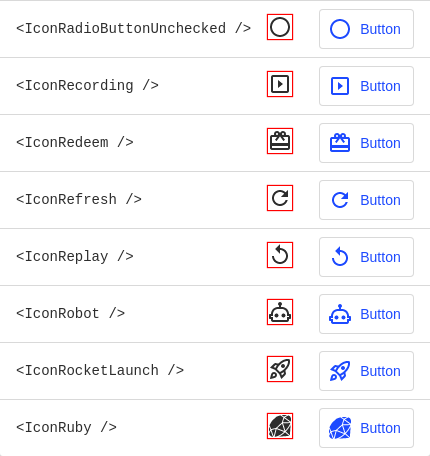 <IconRadioButtonUnchecked /> Button
<IconRecording /> Button
<IconRedeem /> Button
<IconRefresh /> Button
<IconReplay /> Button
<IconRobot /> Button
<IconRocketLaunch /> Button
<IconRuby /> Button